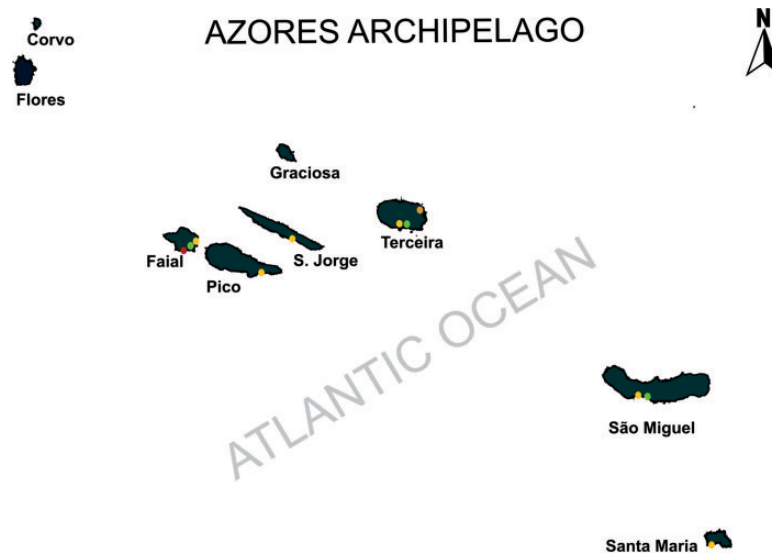 AZORES ARCHIPELAGO
N
Corvo
Flores
Graciosa
Terceira
S. Jorge
Faial
Pico
ATLANTIC OCEAN
São Miguel
Santa Maria